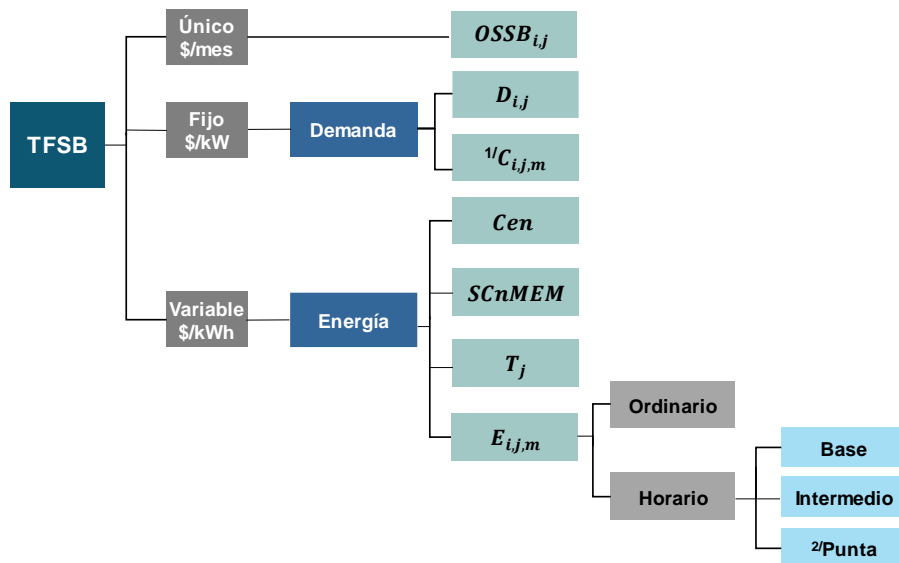 TFSB
Único
$/mes
OSSB_{i,j}
Fijo
$/kW
Demanda
D_{i,j}
^{1/}C_{i,j,m}
Variable
$/kWh
Energía
Cen
SCnMEM
T_j
E_{i,j,m}
Ordinario
Horario
Base
Intermedio
^{2/}Punta